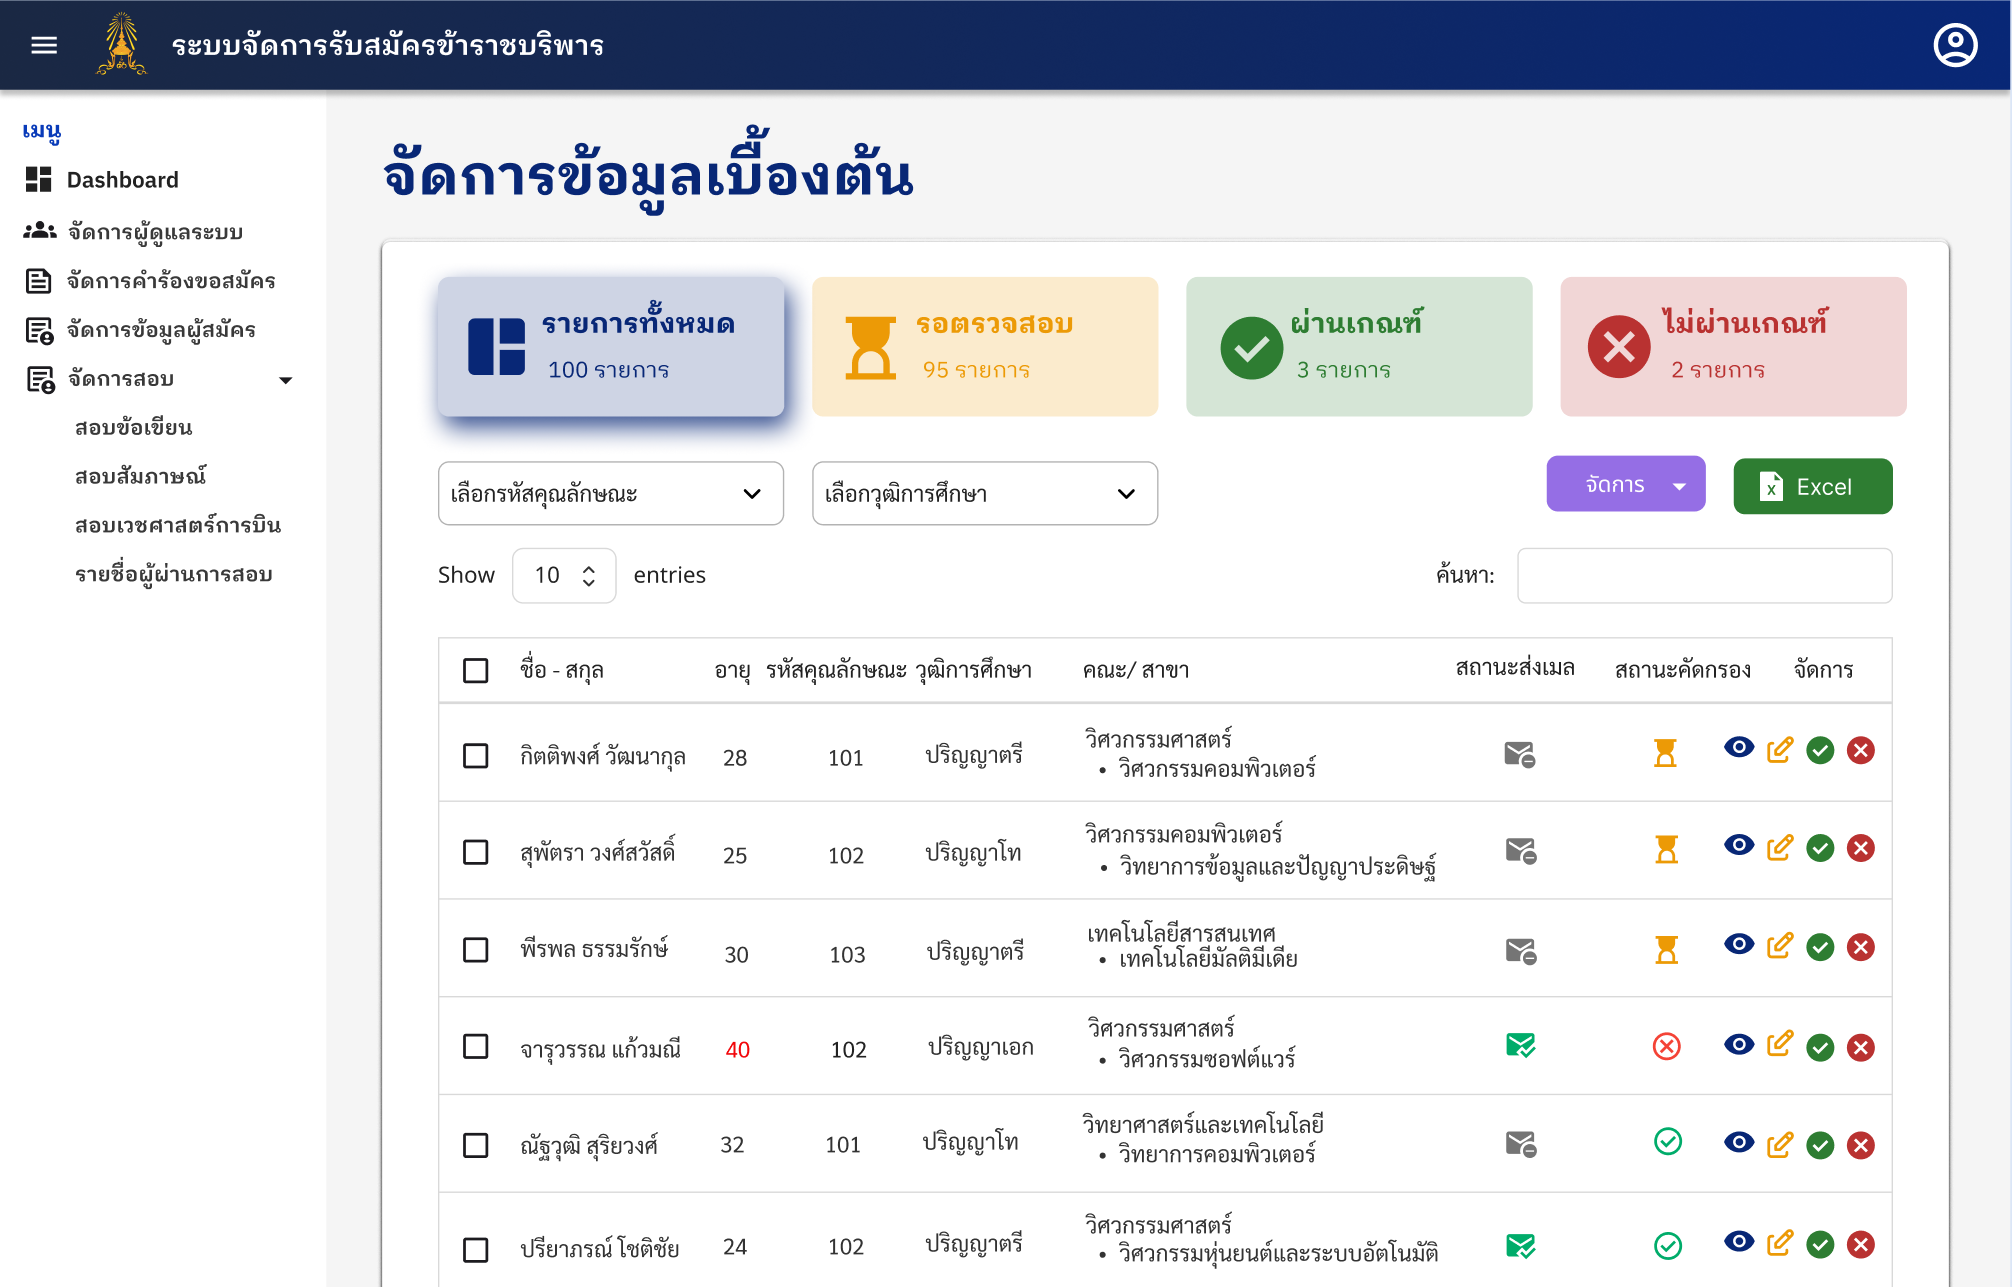 ระบบจัดการรับสมัครข้าราชบริพาร
เมนู
Dashboard
จัดการผู้ดูแลระบบ
จัดการคำร้องขอสมัคร
จัดการข้อมูลผู้สมัคร
จัดการสอบ
สอบข้อเขียน
สอบสัมภาษณ์
สอบเวชศาสตร์การบิน
รายชื่อผู้ผ่านการสอบ
จัดการข้อมูลเบื้องต้น
รายการทั้งหมด
100 รายการ
รอตรวจสอบ
95 รายการ
ผ่านเกณฑ์
3 รายการ
ไม่ผ่านเกณฑ์
2 รายการ
เลือกรหัสคุณลักษณะ
เลือกวุฒิการศึกษา
จัดการ
Excel
Show 10 entries
ค้นหา:
ชื่อ - สกุล อายุ รหัสคุณลักษณะ วุฒิการศึกษา คณะ/ สาขา สถานะส่งเมล สถานะคัดกรอง จัดการ
กิตติพงศ์ วัฒนากุล 28 101 ปริญญาตรี วิศวกรรมศาสตร์
• วิศวกรรมคอมพิวเตอร์
สุพัตรา วงศ์สวัสดิ์ 25 102 ปริญญาโท วิศวกรรมคอมพิวเตอร์
• วิทยาการข้อมูลและปัญญาประดิษฐ์
พีรพล ธรรมรักษ์ 30 103 ปริญญาตรี เทคโนโลยีสารสนเทศ
• เทคโนโลยีมัลติมีเดีย
จารุวรรณ แก้วมณี 40 102 ปริญญาเอก วิศวกรรมศาสตร์
• วิศวกรรมซอฟต์แวร์
ณัฐวุฒิ สุริยวงศ์ 32 101 ปริญญาโท วิทยาศาสตร์และเทคโนโลยี
• วิทยาการคอมพิวเตอร์
ปรียาภรณ์ โชติชัย 24 102 ปริญญาตรี วิศวกรรมศาสตร์
• วิศวกรรมหุ่นยนต์และระบบอัตโนมัติ